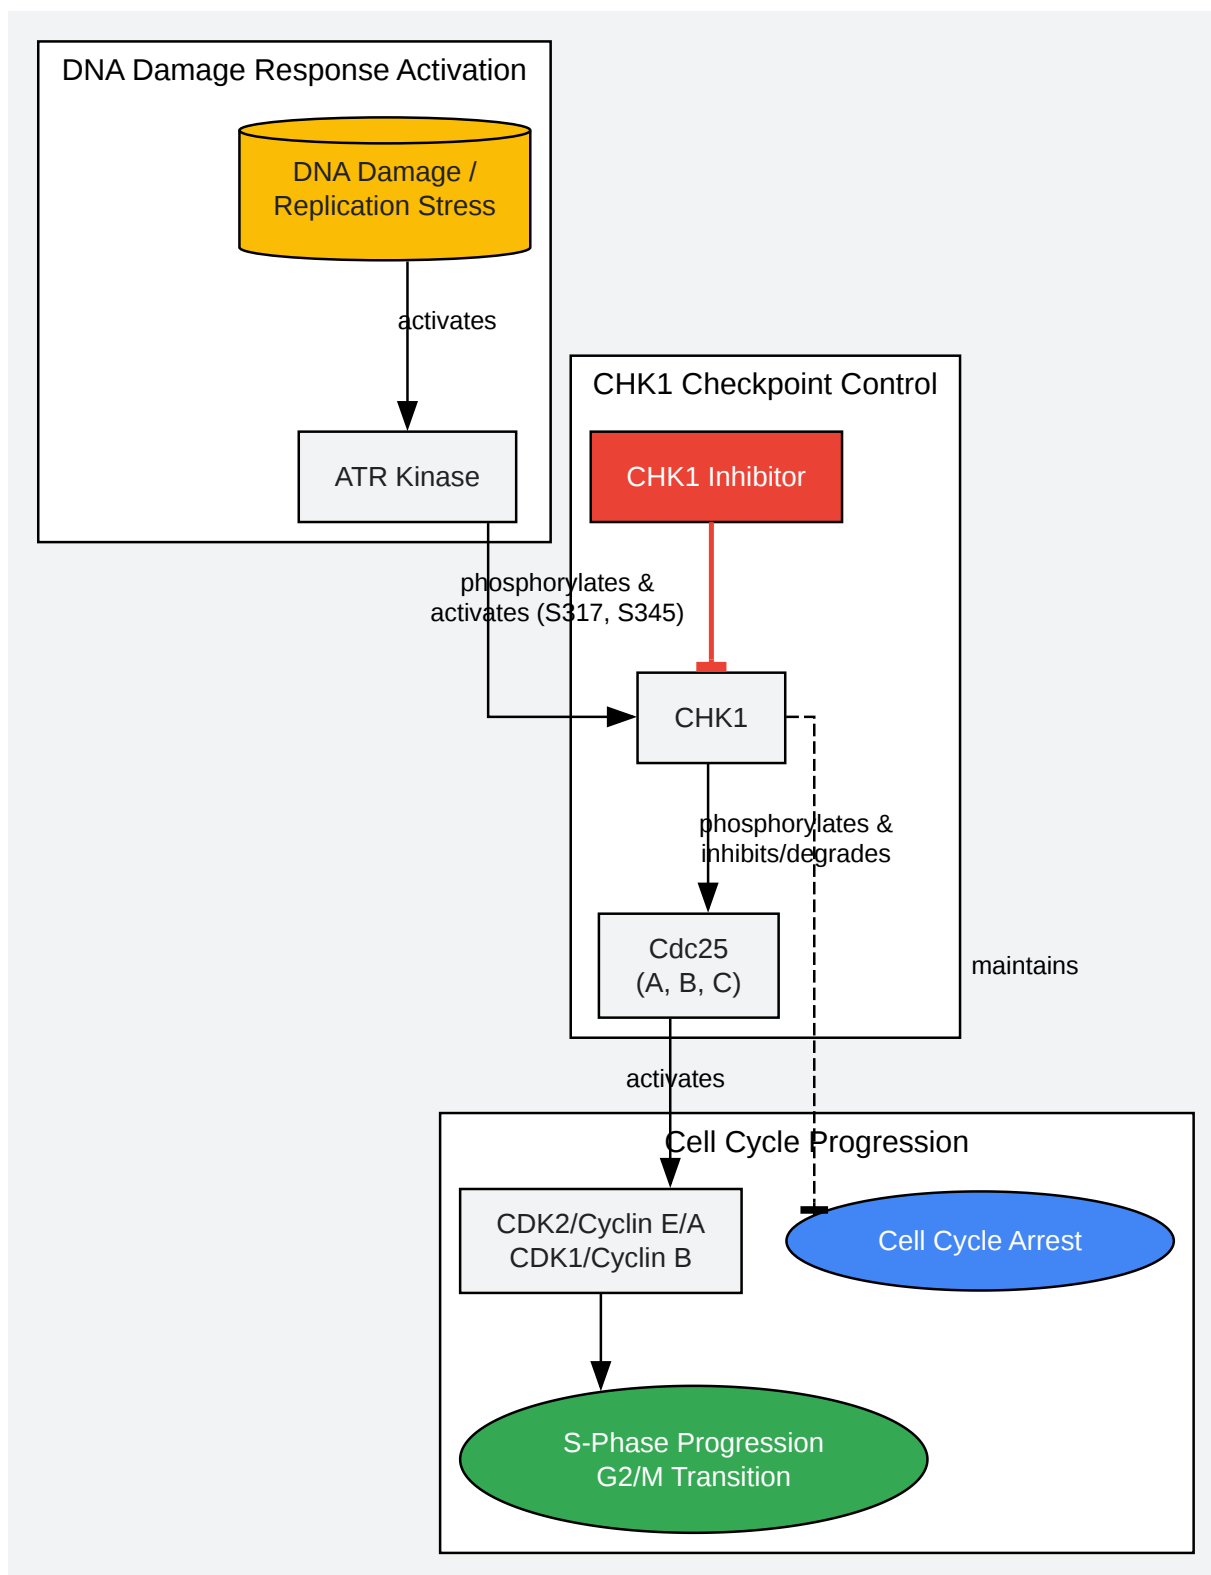 DNA Damage Response Activation
DNA Damage /
Replication Stress
activates
ATR Kinase
CHK1 Checkpoint Control
CHK1 Inhibitor
phosphorylates &
activates (S317, S345)
CHK1
phosphorylates &
inhibits/degrades
Cdc25
(A, B, C)
maintains
activates
Cell Cycle Progression
CDK2/Cyclin E/A
CDK1/Cyclin B
Cell Cycle Arrest
S-Phase Progression
G2/M Transition